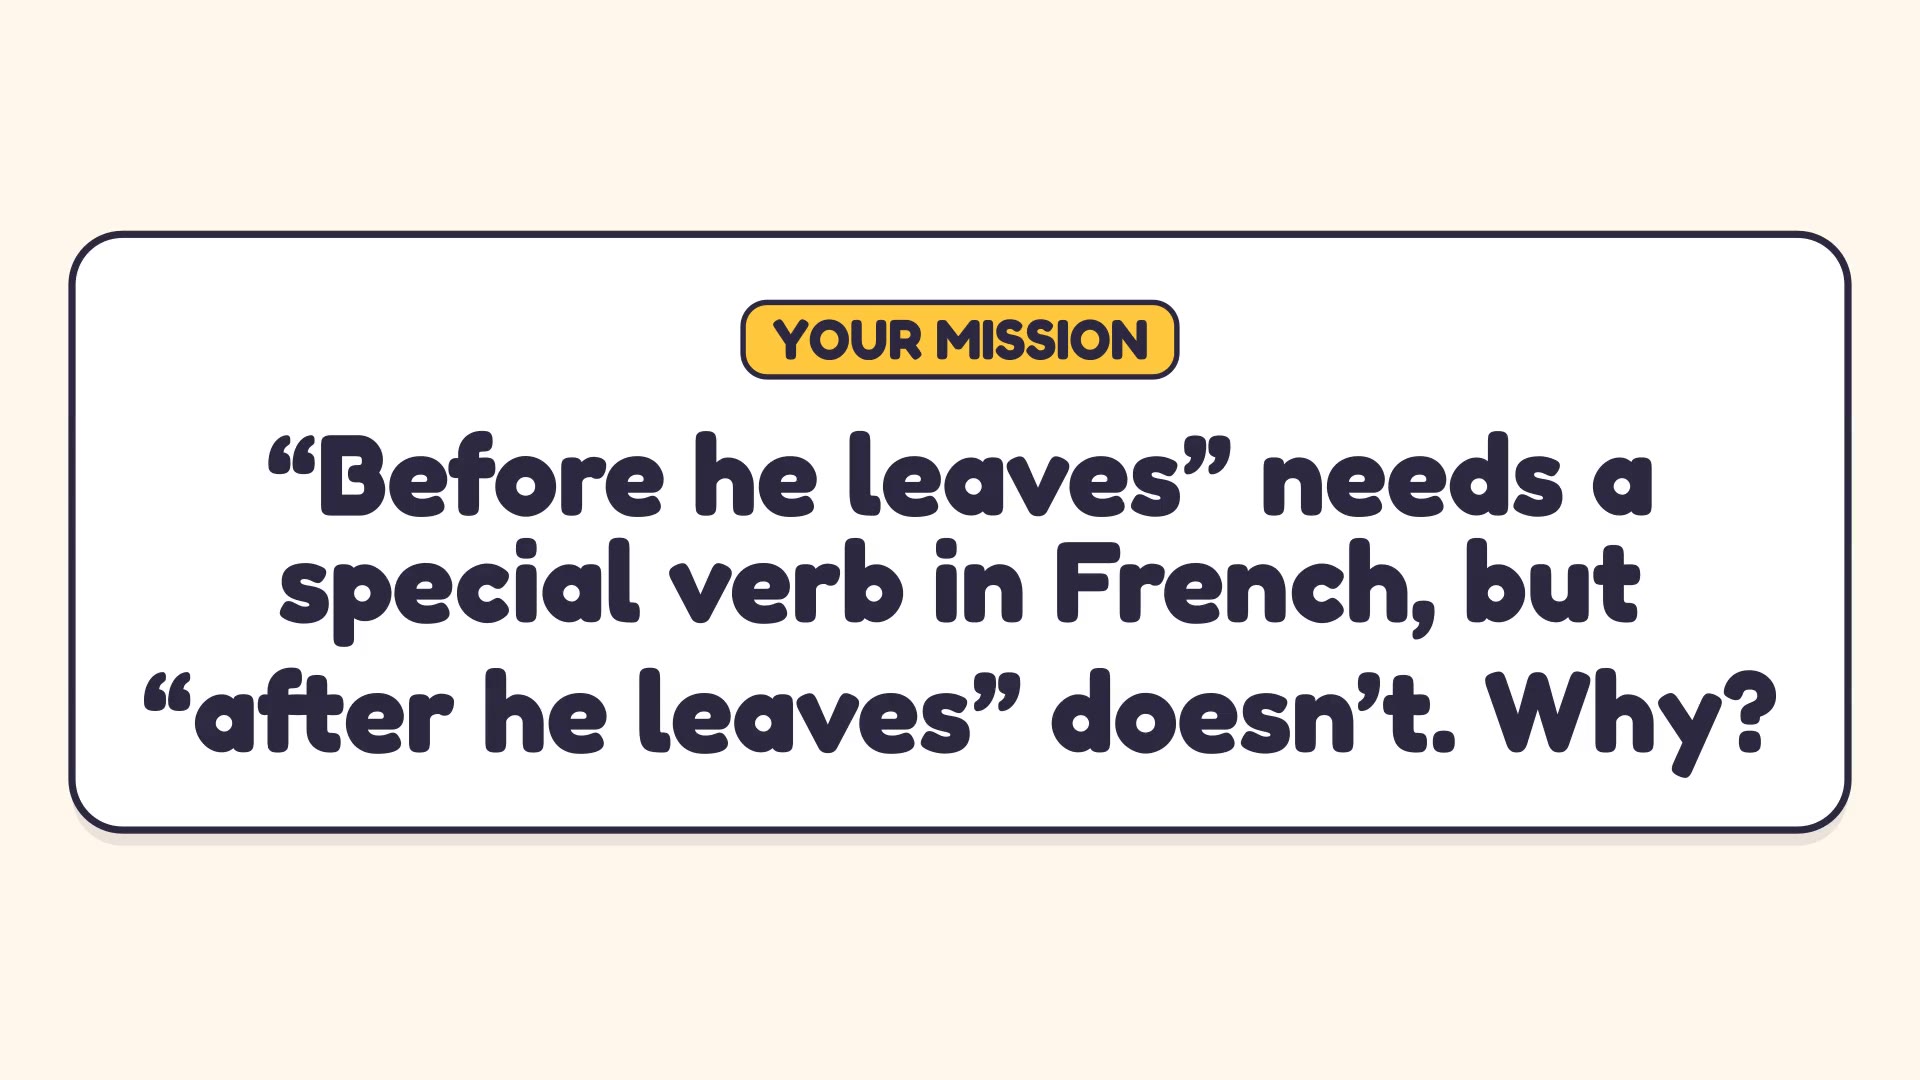 YOUR MISSION
“Before he leaves” needs a
special verb in French, but
“after he leaves” doesn’t. Why?